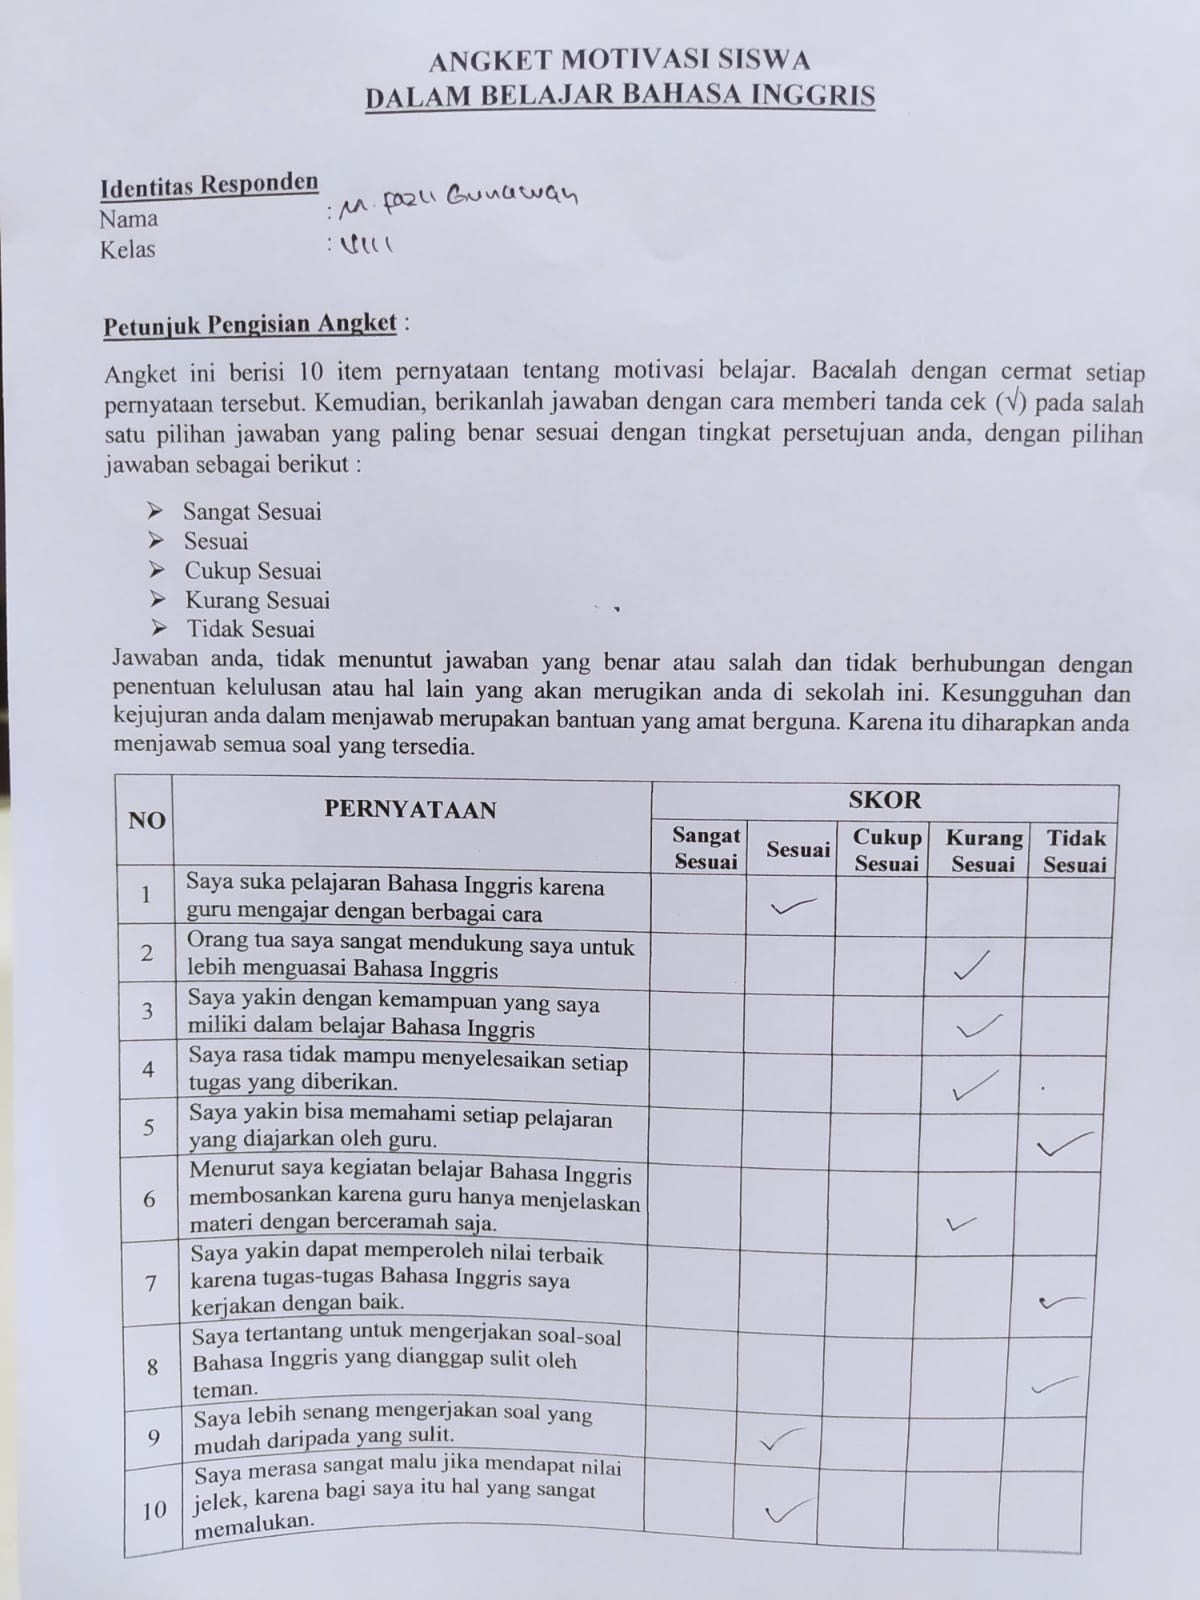 ANGKET MOTIVASI SISWA
DALAM BELAJAR BAHASA INGGRIS
Identitas Responden
Nama : M. Fazli Gunawan
Kelas : VIII
Petunjuk Pengisian Angket :
Angket ini berisi 10 item pernyataan tentang motivasi belajar. Bacalah dengan cermat setiap
pernyataan tersebut. Kemudian, berikanlah jawaban dengan cara memberi tanda cek (√) pada salah
satu pilihan jawaban yang paling benar sesuai dengan tingkat persetujuan anda, dengan pilihan
jawaban sebagai berikut :
➢ Sangat Sesuai
➢ Sesuai
➢ Cukup Sesuai
➢ Kurang Sesuai
➢ Tidak Sesuai
Jawaban anda, tidak menuntut jawaban yang benar atau salah dan tidak berhubungan dengan
penentuan kelulusan atau hal lain yang akan merugikan anda di sekolah ini. Kesungguhan dan
kejujuran anda dalam menjawab merupakan bantuan yang amat berguna. Karena itu diharapkan anda
menjawab semua soal yang tersedia.
NO PERNYATAAN SKOR
Sangat Sesuai Sesuai Cukup Sesuai Kurang Sesuai Tidak Sesuai
1 Saya suka pelajaran Bahasa Inggris karena
guru mengajar dengan berbagai cara ✓
2 Orang tua saya sangat mendukung saya untuk
lebih menguasai Bahasa Inggris ✓
3 Saya yakin dengan kemampuan yang saya
miliki dalam belajar Bahasa Inggris ✓
4 Saya rasa tidak mampu menyelesaikan setiap
tugas yang diberikan. ✓
5 Saya yakin bisa memahami setiap pelajaran
yang diajarkan oleh guru. ✓
6 Menurut saya kegiatan belajar Bahasa Inggris
membosankan karena guru hanya menjelaskan
materi dengan berceramah saja. ✓
7 Saya yakin dapat memperoleh nilai terbaik
karena tugas-tugas Bahasa Inggris saya
kerjakan dengan baik. ✓
8 Saya tertantang untuk mengerjakan soal-soal
Bahasa Inggris yang dianggap sulit oleh
teman. ✓
9 Saya lebih senang mengerjakan soal yang
mudah daripada yang sulit. ✓
10 Saya merasa sangat malu jika mendapat nilai
jelek, karena bagi saya itu hal yang sangat
memalukan. ✓